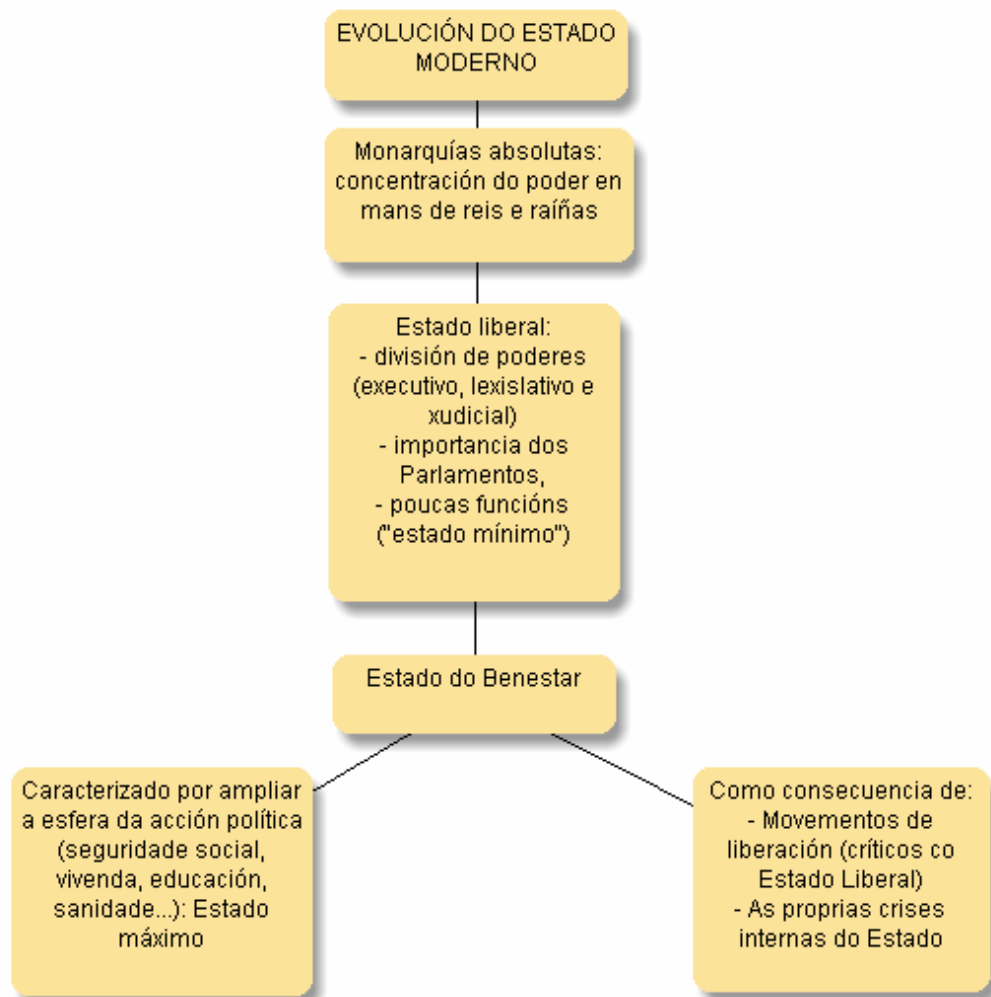 EVOLUCIÓN DO ESTADO
MODERNO
Monarquías absolutas:
concentración do poder en
mans de reis e raíñas
Estado liberal:
- división de poderes
(executivo, lexislativo e
xudicial)
- importancia dos
Parlamentos,
- poucas funcións
("estado mínimo")
Estado do Benestar
Caracterizado por ampliar
a esfera da acción política
(seguridade social,
vivenda, educación,
sanidade...): Estado
máximo
Como consecuencia de:
- Movementos de
liberación (críticos co
Estado Liberal)
- As proprias crises
internas do Estado